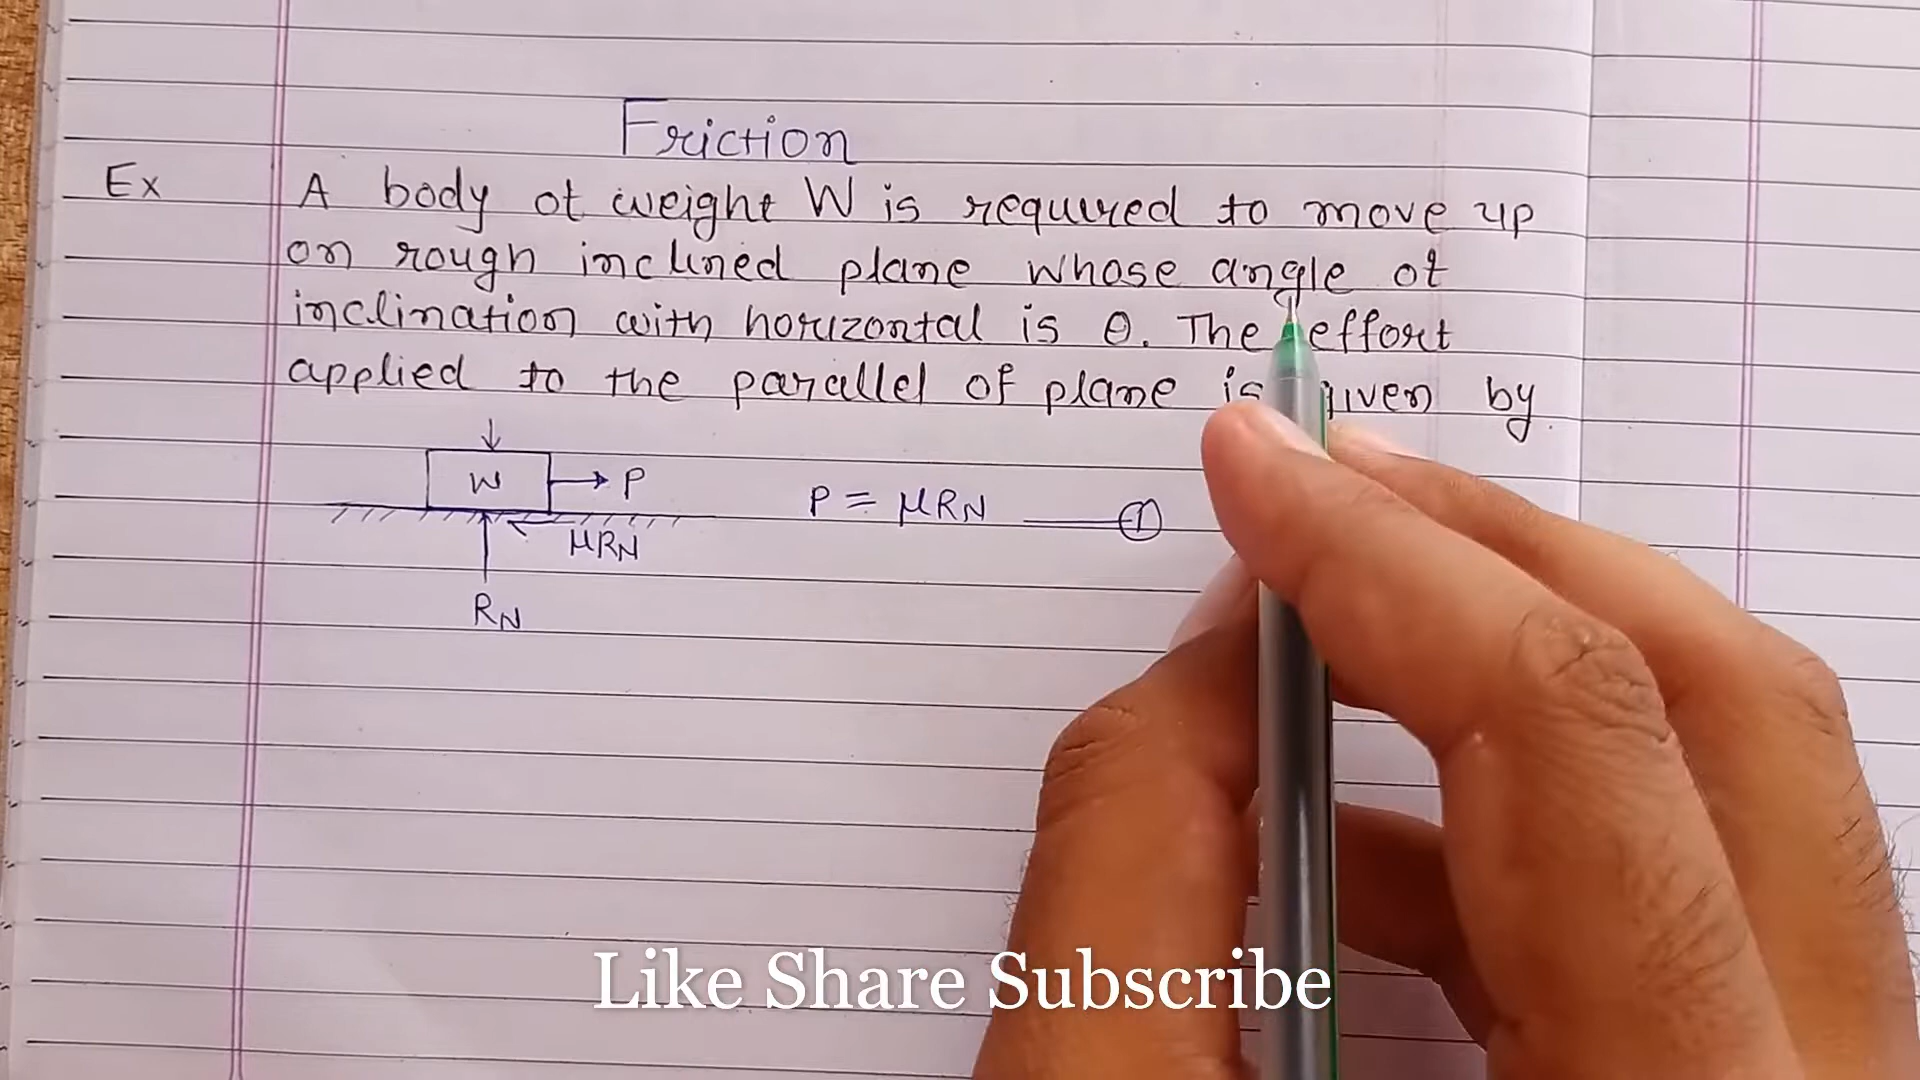 Friction
Ex A body of weight W is required to move up
on rough inclined plane whose angle of
inclination with horizontal is θ. The effort
applied to the parallel of plane is given by.
W P P = μRN ① 
μRN
RN
Like Share Subscribe